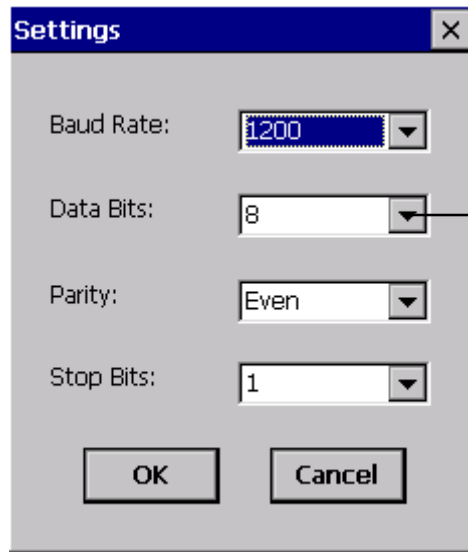 Settings
Baud Rate: 1200
Data Bits: 8
Parity: Even
Stop Bits: 1
OK Cancel